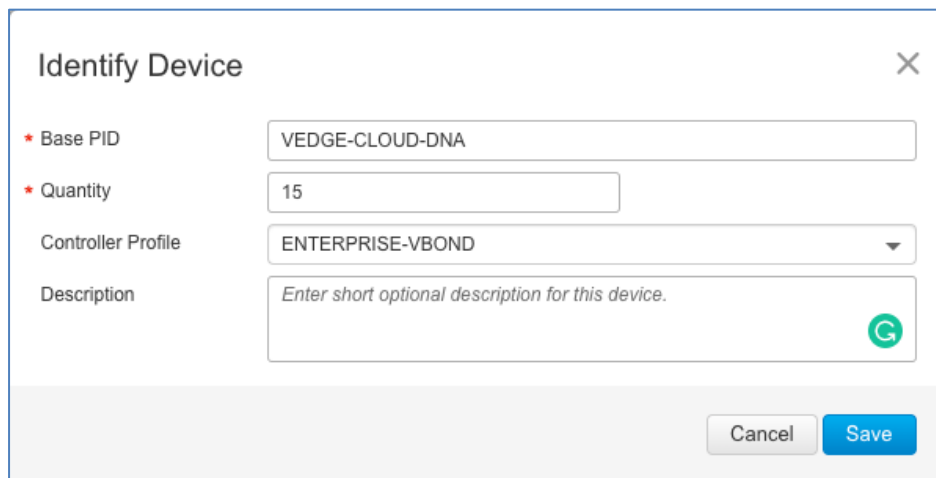 Identify Device
* Base PID VEDGE-CLOUD-DNA
* Quantity 15
Controller Profile ENTERPRISE-VBOND
Description Enter short optional description for this device.
Cancel Save